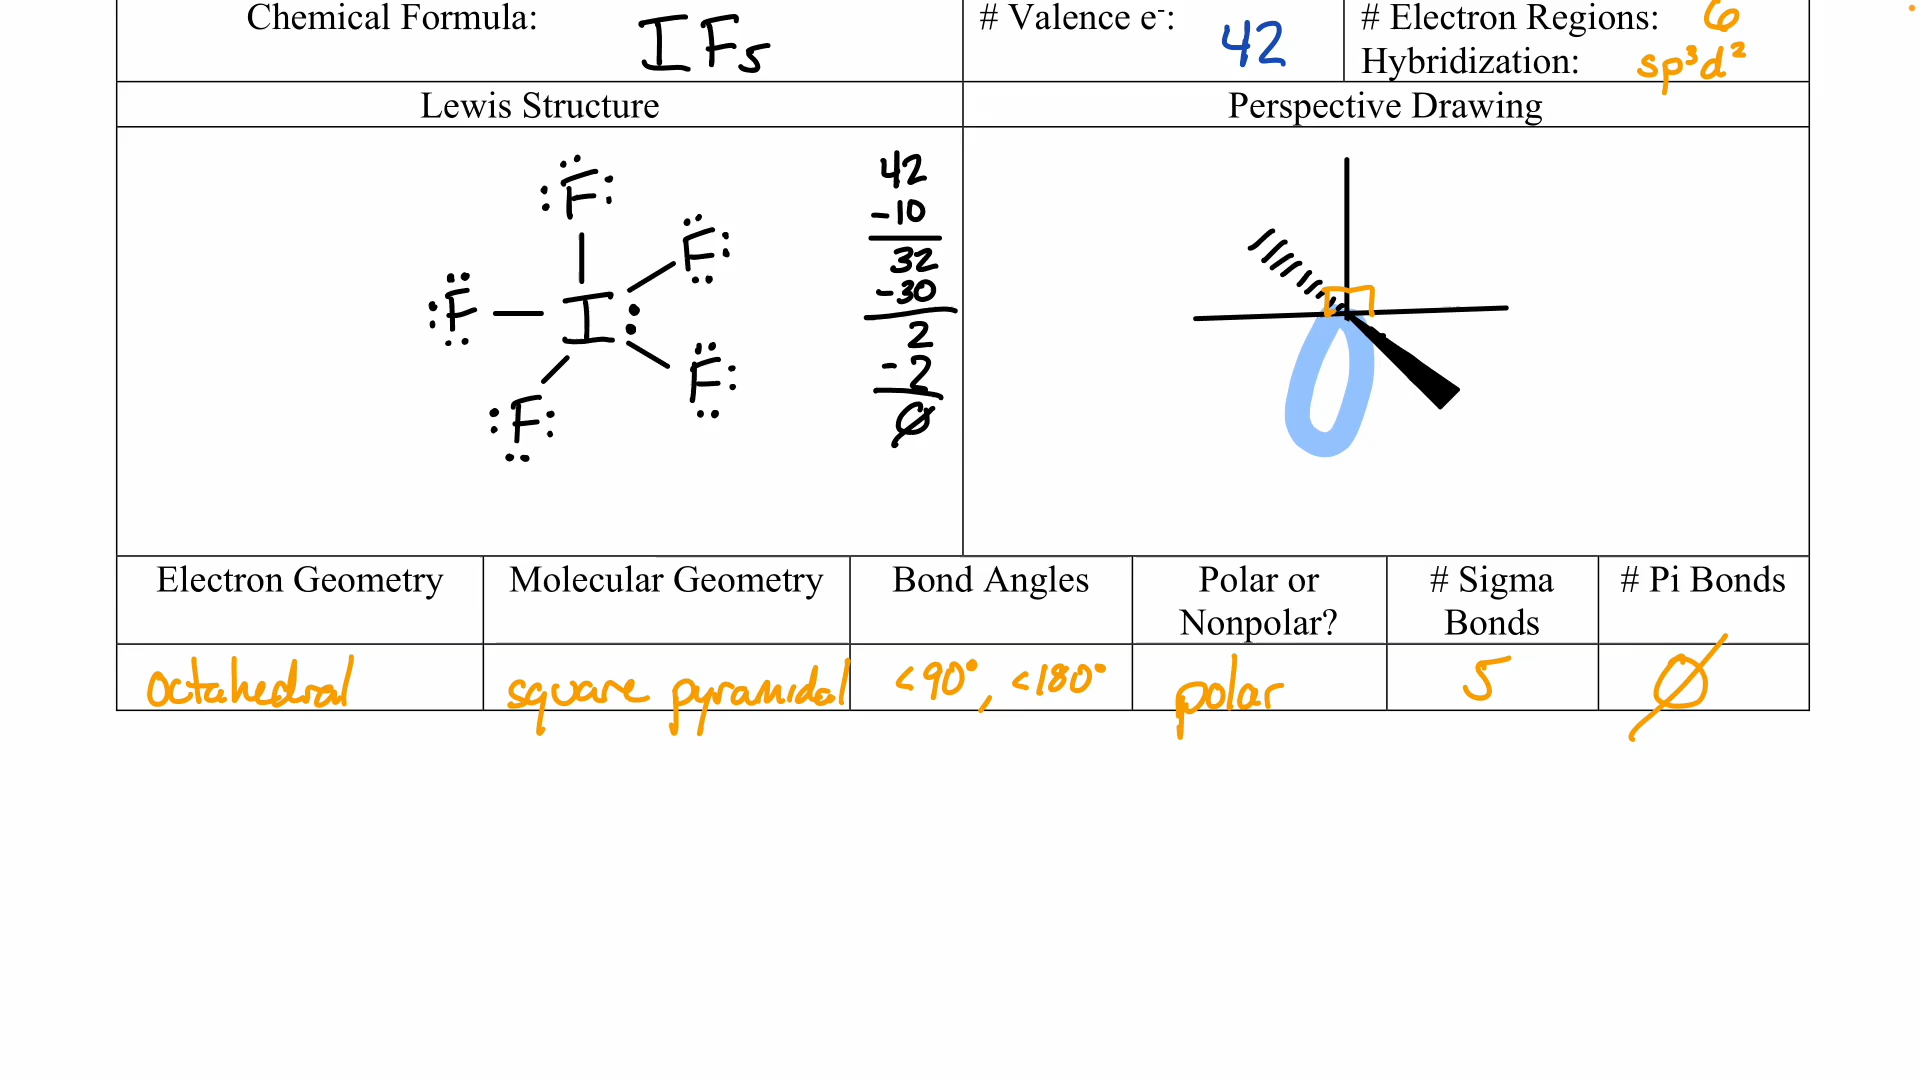 Chemical Formula: IF₅
# Valence e⁻: 42
# Electron Regions: 6
Hybridization: sp³d²
Lewis Structure
Perspective Drawing
:F:
F:
:F — I: 
:F: F:
42
-10
32
-30
2
-2
∅
Electron Geometry
Molecular Geometry
Bond Angles
Polar or
Nonpolar?
# Sigma
Bonds
# Pi Bonds
octahedral
square pyramidal
<90°, <180°
polar
5
∅